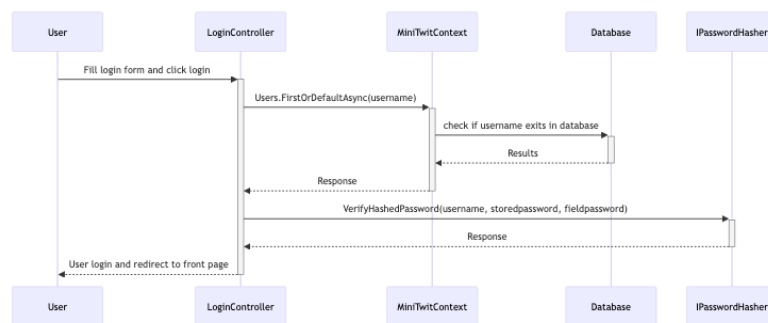 User
LoginController
MiniTwitContext
Database
IPasswordHasher
Fill login form and click login
Users.FirstOrDefaultAsync(username)
check if username exits in database
Results
Response
VerifyHashedPassword(username, storedpassword, fieldpassword)
Response
User login and redirect to front page
User
LoginController
MiniTwitContext
Database
IPasswordHasher